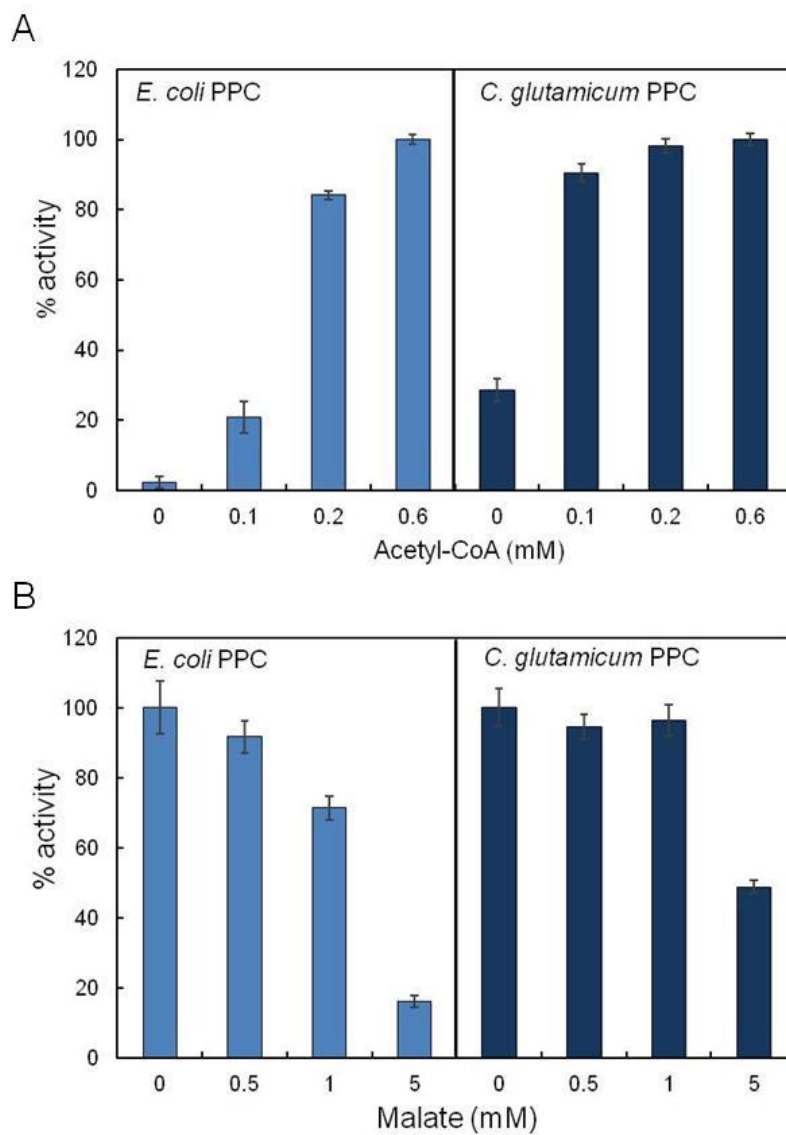 A
% activity
120
100
80
60
40
20
0
E. coli PPC
C. glutamicum PPC
0 0.1 0.2 0.6 0 0.1 0.2 0.6
Acetyl-CoA (mM)
B
% activity
120
100
80
60
40
20
0
E. coli PPC
C. glutamicum PPC
0 0.5 1 5 0 0.5 1 5
Malate (mM)